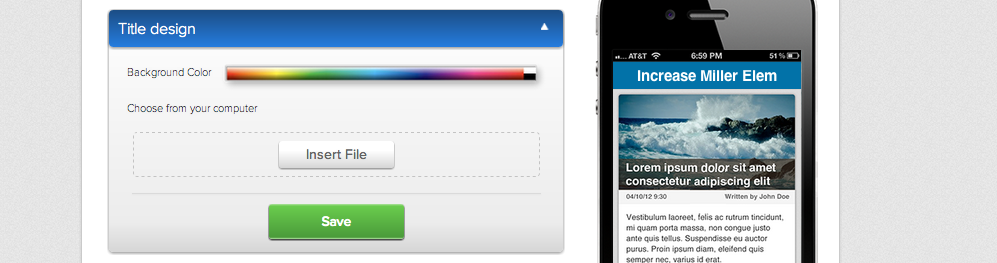 Title design
Background Color
Choose from your computer
Insert File
Save
AT&T
6:59 PM
51 %
Increase Miller Elem
Lorem ipsum dolor sit amet
consectetur adipiscing elit
04/10/12 9:30
Written by John Doe
Vestibulum laoreet, felis ac rutrum tincidunt,
mi quam porta massa, non congue justo
ante quis tellus. Suspendisse eu auctor
purus. Proin ipsum diam, eleifend quis
semper nec, varius id erat.